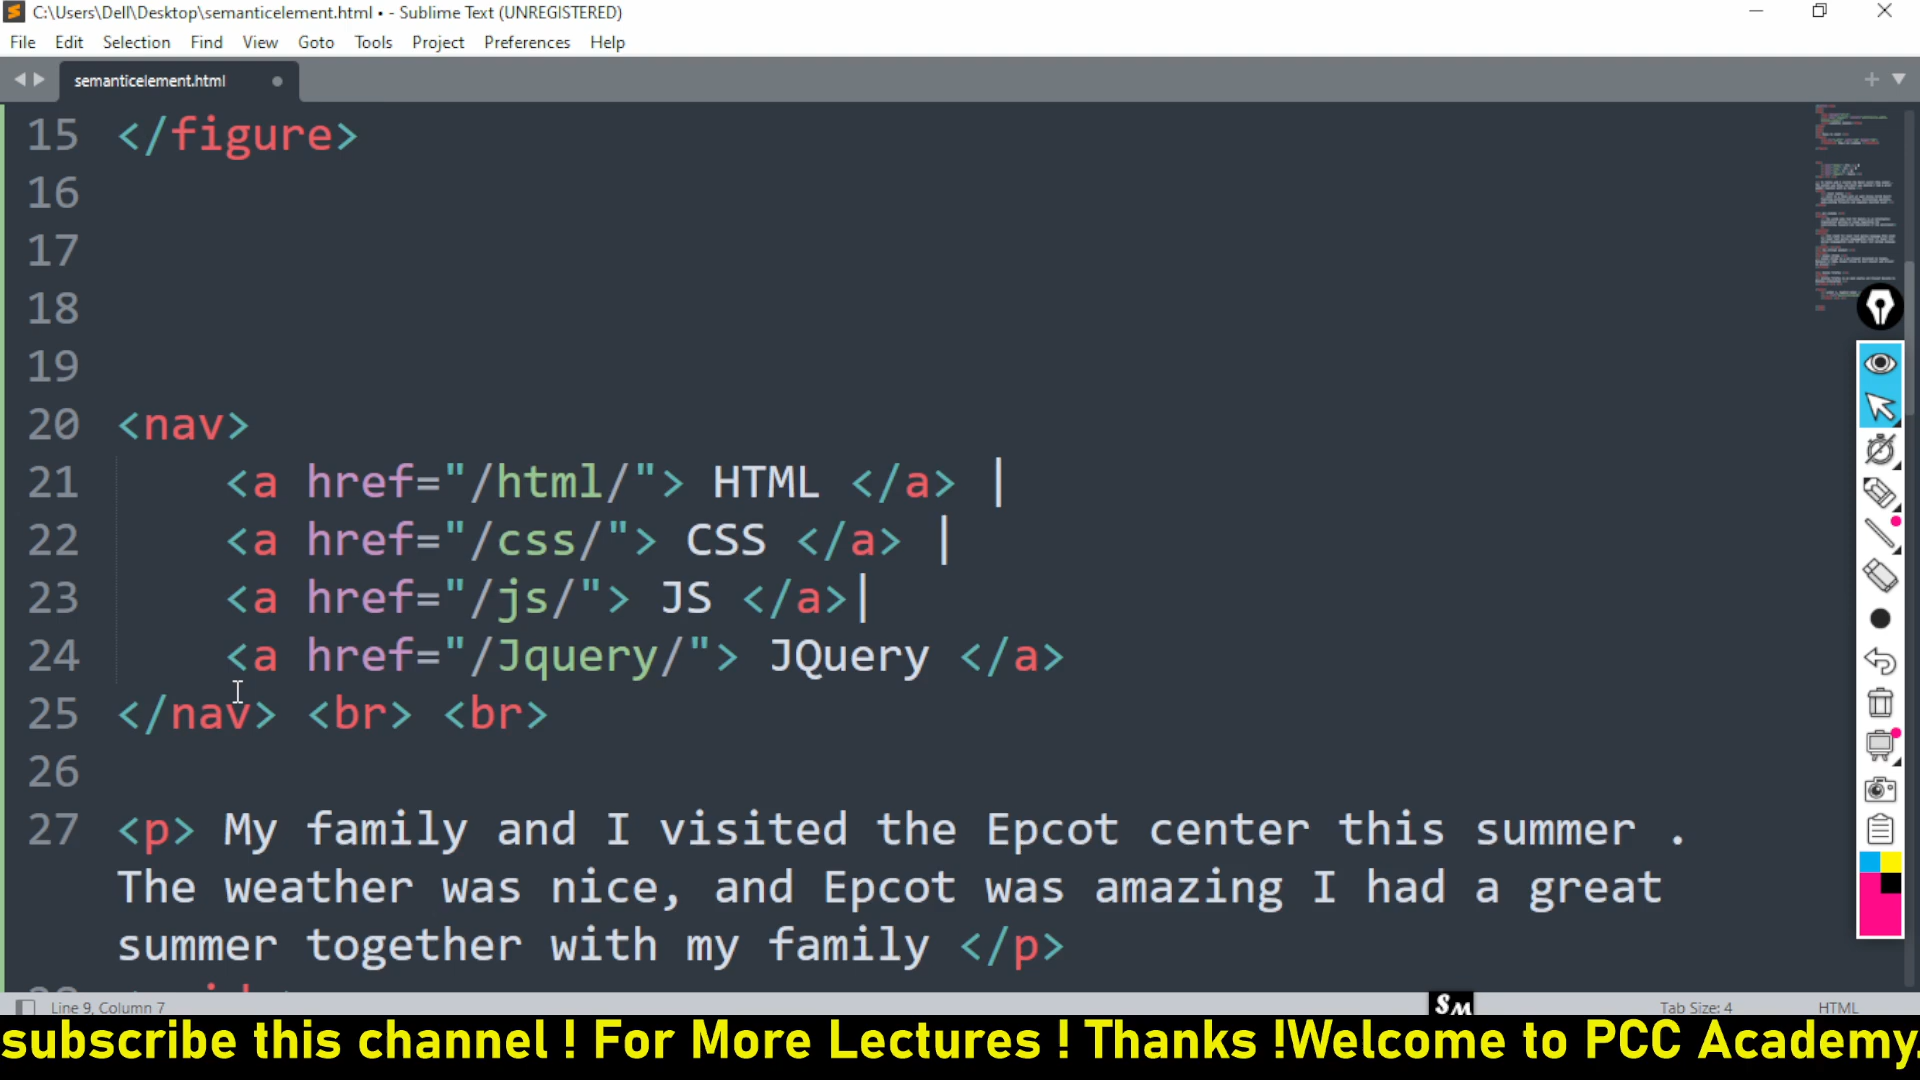 C:\Users\Dell\Desktop\semanticelement.html • - Sublime Text (UNREGISTERED)
File Edit Selection Find View Goto Tools Project Preferences Help
semanticelement.html
15 </figure>
16
17
18
19
20 <nav>
21 <a href="/html/"> HTML </a> |
22 <a href="/css/"> CSS </a> |
23 <a href="/js/"> JS </a>|
24 <a href="/Jquery/"> JQuery </a>
25 </nav> <br> <br>
26
27 <p> My family and I visited the Epcot center this summer .
The weather was nice, and Epcot was amazing I had a great
summer together with my family </p>
Line 9, Column 7 SM Tab Size: 4 HTML
subscribe this channel ! For More Lectures ! Thanks !Welcome to PCC Academy.